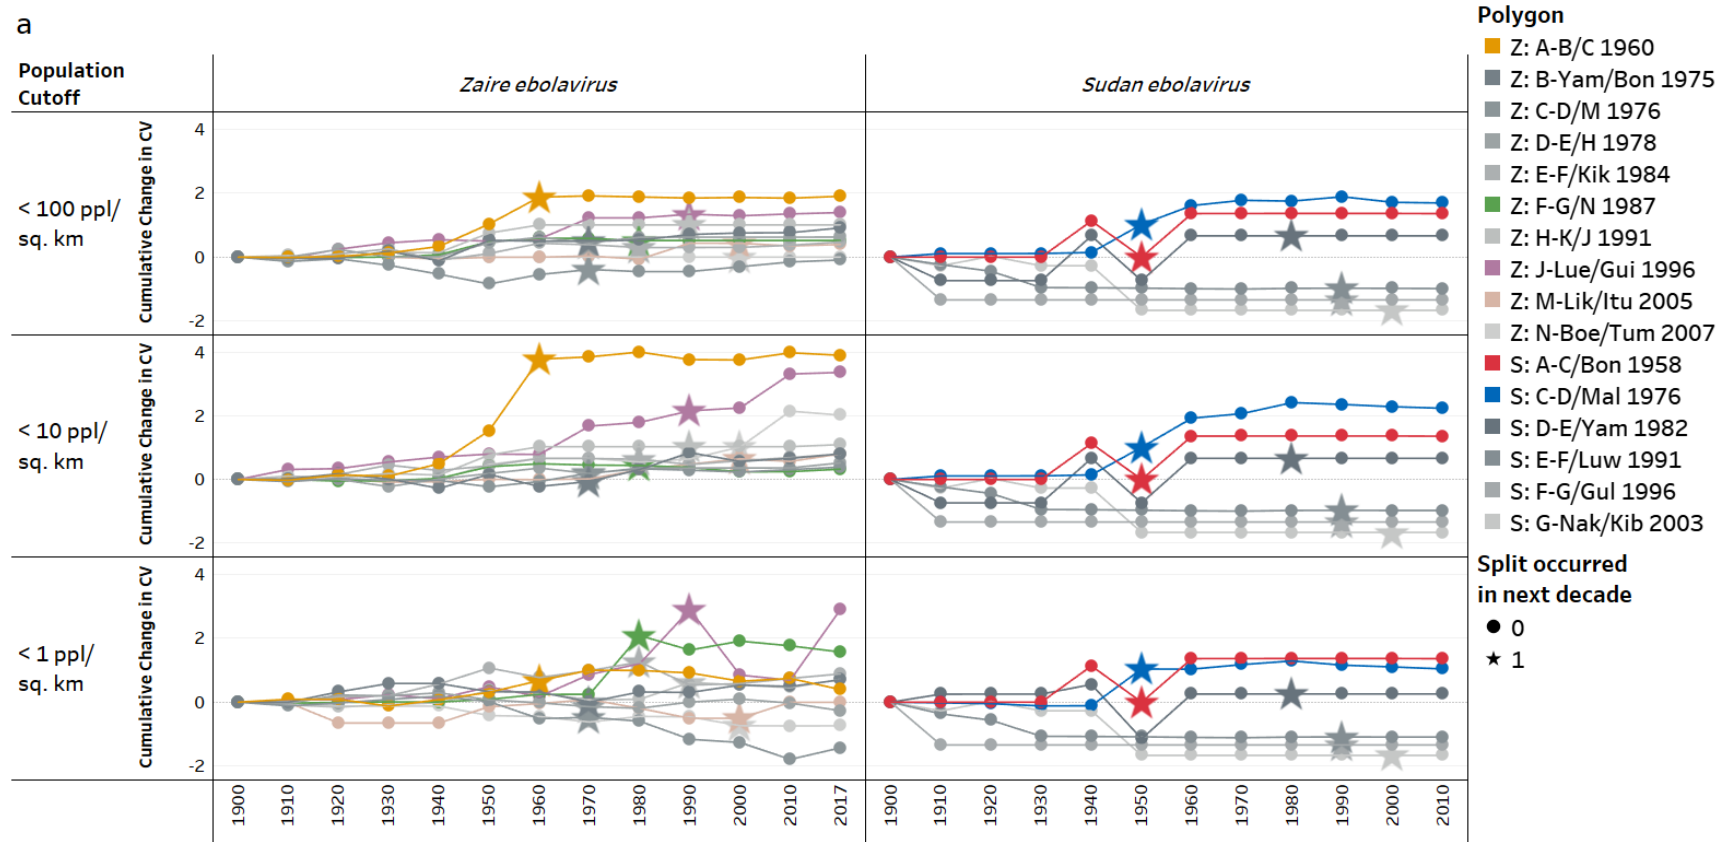 a
Population
Cutoff
Zaire ebolavirus
Sudan ebolavirus
< 100 ppl/
sq. km
Cumulative Change in CV
4
2
0
-2
< 10 ppl/
sq. km
Cumulative Change in CV
4
2
0
-2
< 1 ppl/
sq. km
Cumulative Change in CV
4
2
0
-2
1900 1910 1920 1930 1940 1950 1960 1970 1980 1990 2000 2010 2017
1900 1910 1920 1930 1940 1950 1960 1970 1980 1990 2000 2010
Polygon
Z: A-B/C 1960
Z: B-Yam/Bon 1975
Z: C-D/M 1976
Z: D-E/H 1978
Z: E-F/Kik 1984
Z: F-G/N 1987
Z: H-K/J 1991
Z: J-Lue/Gui 1996
Z: M-Lik/Itu 2005
Z: N-Boe/Tum 2007
S: A-C/Bon 1958
S: C-D/Mal 1976
S: D-E/Yam 1982
S: E-F/Luw 1991
S: F-G/Gul 1996
S: G-Nak/Kib 2003
Split occurred
in next decade
0
1